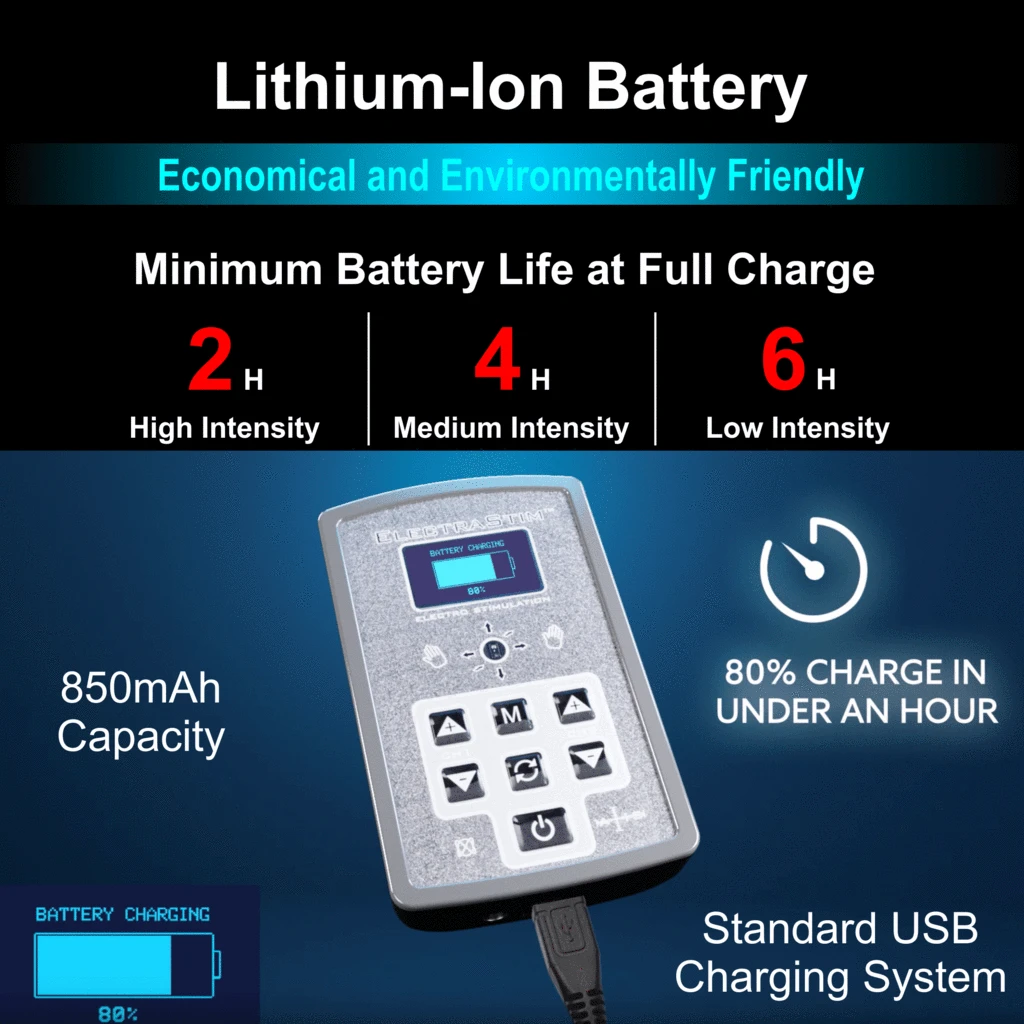 Lithium-Ion Battery
Economical and Environmentally Friendly
Minimum Battery Life at Full Charge
2 H
High Intensity
4 H
Medium Intensity
6 H
Low Intensity
ELECTRASTIM™
BATTERY CHARGING
80%
ELECTRO STIMULATION
M
850mAh
Capacity
80% CHARGE IN
UNDER AN HOUR
BATTERY CHARGING
80%
Standard USB
Charging System